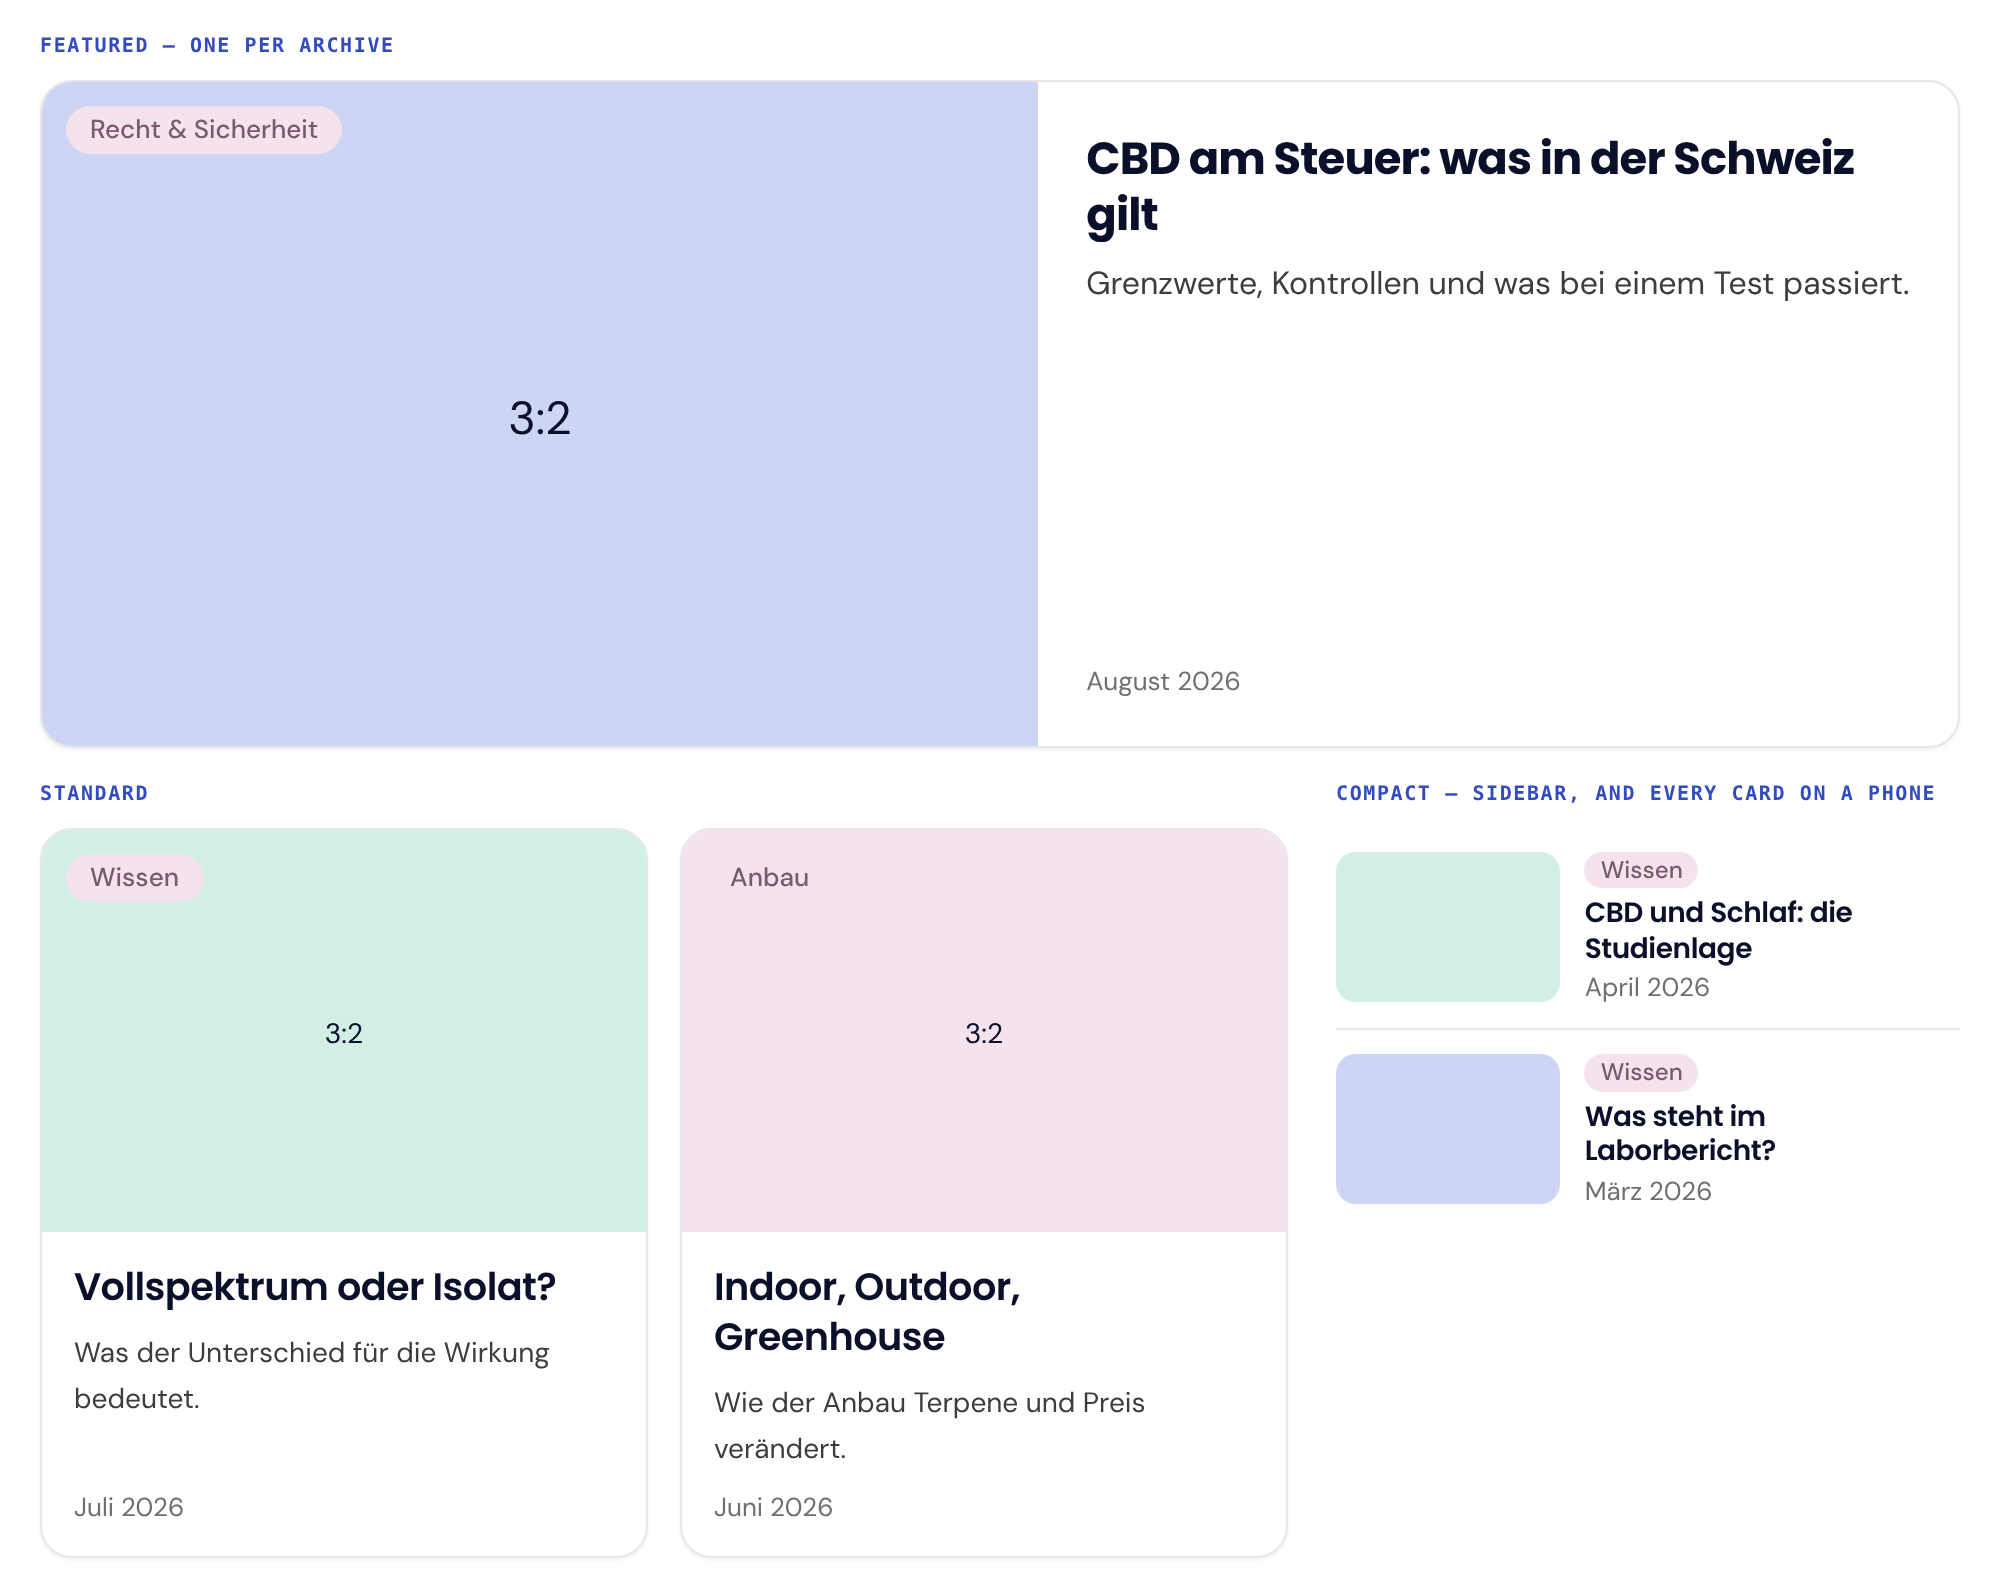 FEATURED — ONE PER ARCHIVE
Recht & Sicherheit
3:2
CBD am Steuer: was in der Schweiz
gilt
Grenzwerte, Kontrollen und was bei einem Test passiert.
August 2026
STANDARD
Wissen
3:2
Vollspektrum oder Isolat?
Was der Unterschied für die Wirkung
bedeutet.
Juli 2026
Anbau
3:2
Indoor, Outdoor,
Greenhouse
Wie der Anbau Terpene und Preis
verändert.
Juni 2026
COMPACT — SIDEBAR, AND EVERY CARD ON A PHONE
Wissen
CBD und Schlaf: die
Studienlage
April 2026
Wissen
Was steht im
Laborbericht?
März 2026